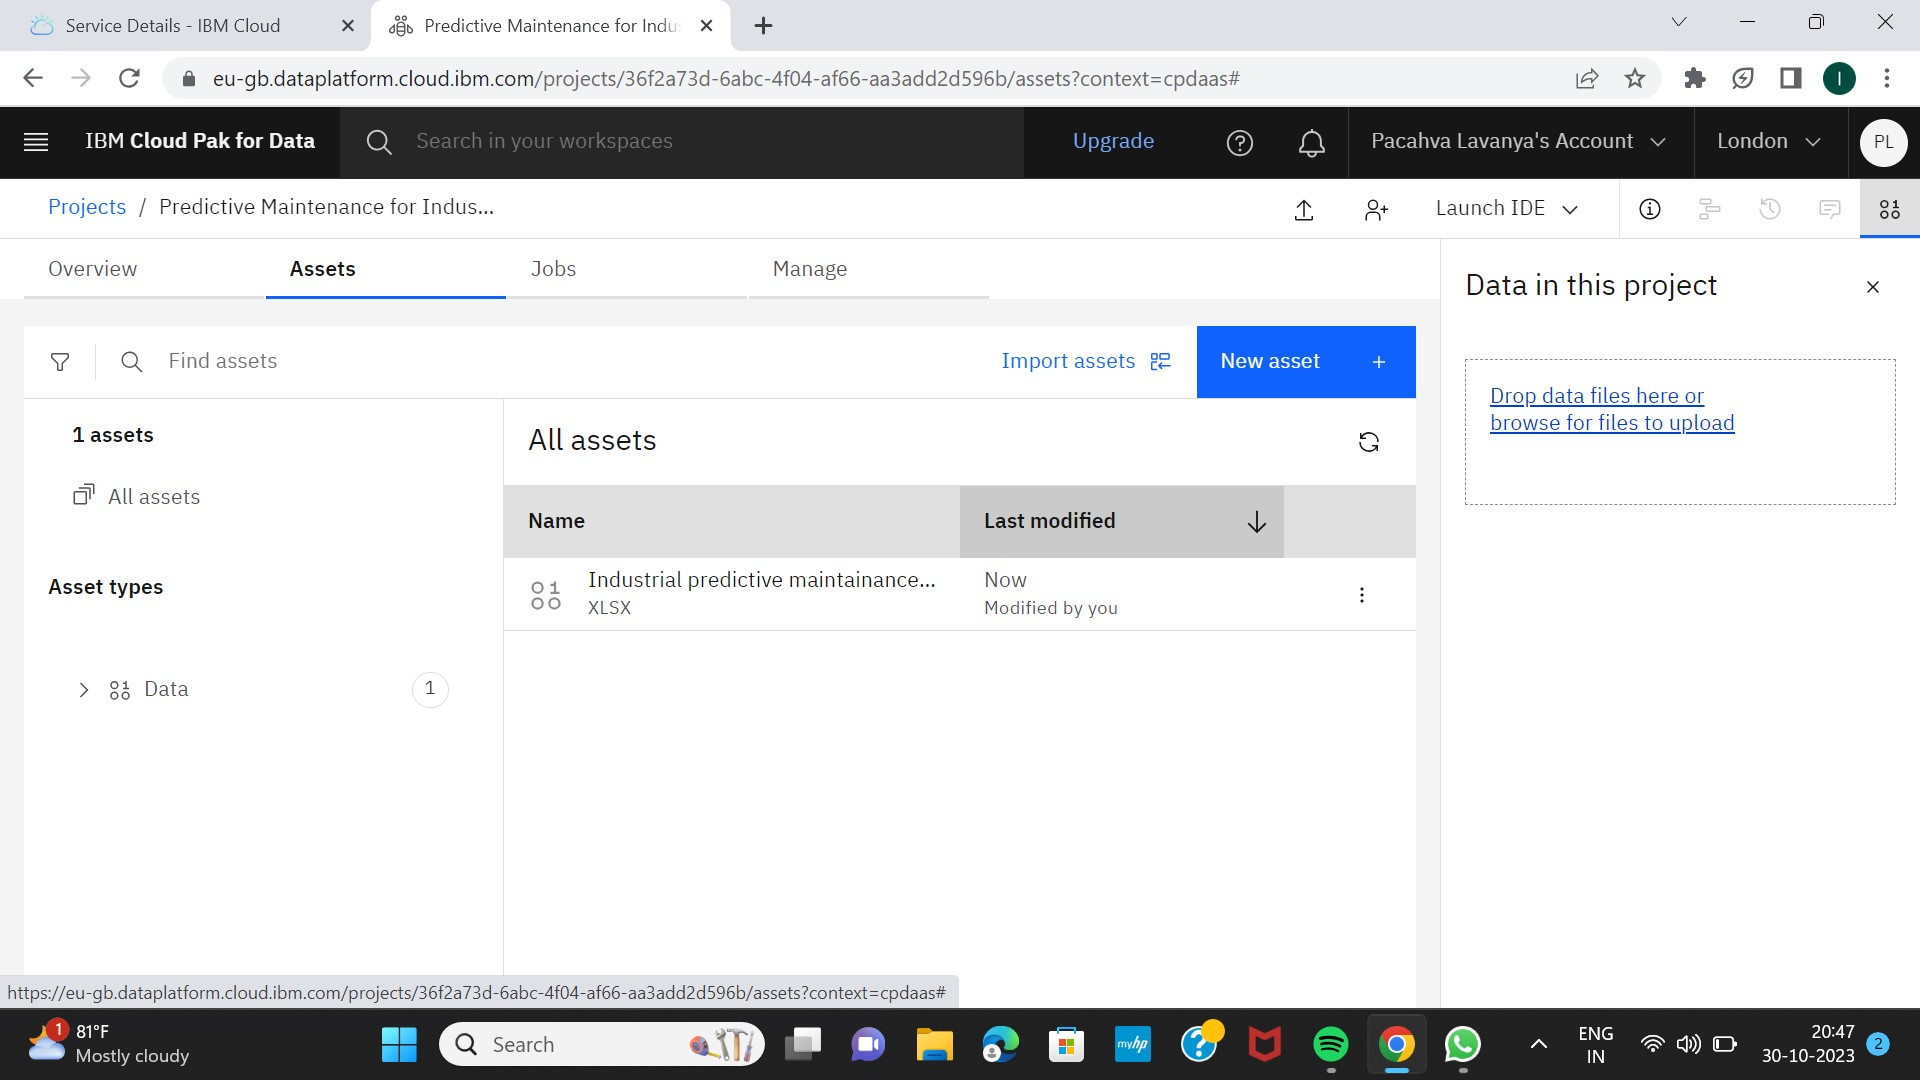 Service Details - IBM Cloud
Predictive Maintenance for Indus
eu-gb.dataplatform.cloud.ibm.com/projects/36f2a73d-6abc-4f04-af66-aa3add2d596b/assets?context=cpdaas#
I
IBM Cloud Pak for Data
Search in your workspaces
Upgrade
Pacahva Lavanya's Account
London
PL
Projects / Predictive Maintenance for Indus...
Launch IDE
Overview
Assets
Jobs
Manage
Data in this project
Find assets
Import assets
New asset +
Drop data files here or
browse for files to upload
1 assets
All assets
All assets
Name
Last modified
Asset types
Industrial predictive maintainance...
XLSX
Now
Modified by you
Data
1
https://eu-gb.dataplatform.cloud.ibm.com/projects/36f2a73d-6abc-4f04-af66-aa3add2d596b/assets?context=cpdaas#
1
81°F
Mostly cloudy
Search
myhp
ENG
IN
20:47
30-10-2023
2